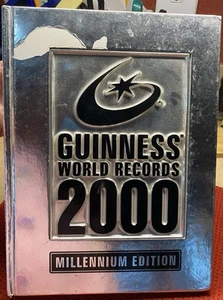 GUINNESS®
WORLD RECORDS
2000
MILLENNIUM EDITION